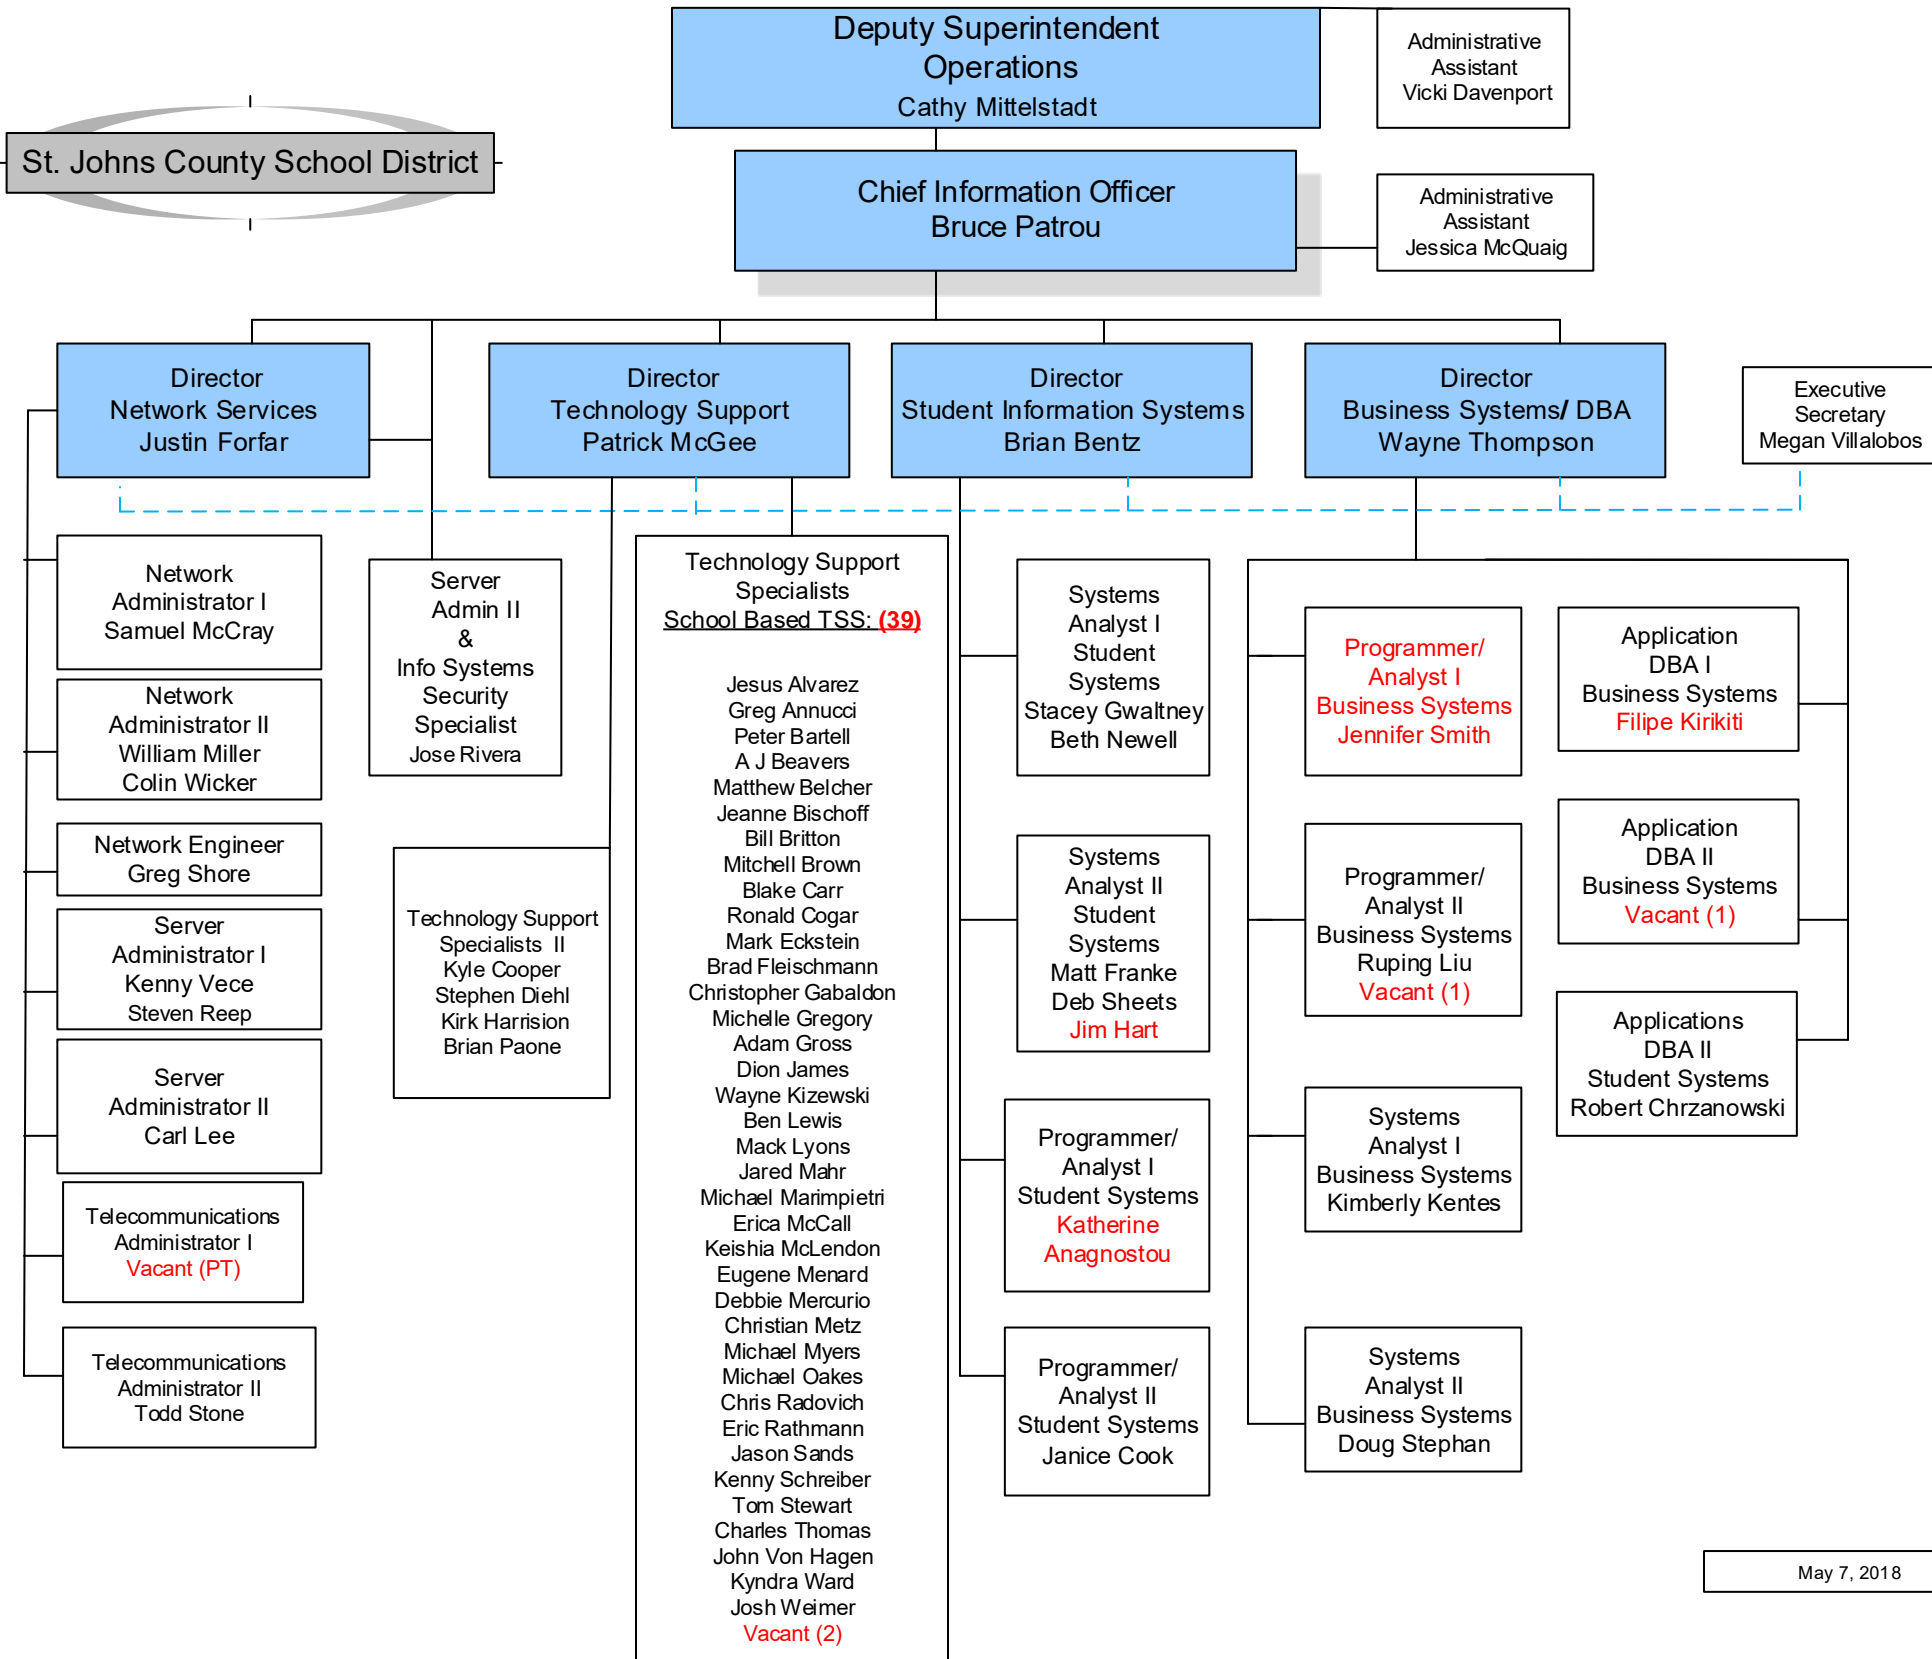 Deputy Superintendent
Operations
Cathy Mittelstadt
Administrative
Assistant
Vicki Davenport
St. Johns County School District
Chief Information Officer
Bruce Patrou
Administrative
Assistant
Jessica McQuaig
Director
Network Services
Justin Forfar
Director
Technology Support
Patrick McGee
Director
Student Information Systems
Brian Bentz
Director
Business Systems/ DBA
Wayne Thompson
Executive
Secretary
Megan Villalobos
Network
Administrator I
Samuel McCray
Network
Administrator II
William Miller
Colin Wicker
Network Engineer
Greg Shore
Server
Administrator I
Kenny Vece
Steven Reep
Server
Administrator II
Carl Lee
Telecommunications
Administrator I
Vacant (PT)
Telecommunications
Administrator II
Todd Stone
Server
Admin II
&
Info Systems
Security
Specialist
Jose Rivera
Technology Support
Specialists II
Kyle Cooper
Stephen Diehl
Kirk Harrision
Brian Paone
Technology Support
Specialists
School Based TSS: (39)
Jesus Alvarez
Greg Annucci
Peter Bartell
A J Beavers
Matthew Belcher
Jeanne Bischoff
Bill Britton
Mitchell Brown
Blake Carr
Ronald Cogar
Mark Eckstein
Brad Fleischmann
Christopher Gabaldon
Michelle Gregory
Adam Gross
Dion James
Wayne Kizewski
Ben Lewis
Mack Lyons
Jared Mahr
Michael Marimpietri
Erica McCall
Keishia McLendon
Eugene Menard
Debbie Mercurio
Christian Metz
Michael Myers
Michael Oakes
Chris Radovich
Eric Rathmann
Jason Sands
Kenny Schreiber
Tom Stewart
Charles Thomas
John Von Hagen
Kyndra Ward
Josh Weimer
Vacant (2)
Systems
Analyst I
Student
Systems
Stacey Gwaltney
Beth Newell
Systems
Analyst II
Student
Systems
Matt Franke
Deb Sheets
Jim Hart
Programmer/
Analyst I
Student Systems
Katherine
Anagnostou
Programmer/
Analyst II
Student Systems
Janice Cook
Programmer/
Analyst I
Business Systems
Jennifer Smith
Programmer/
Analyst II
Business Systems
Ruping Liu
Vacant (1)
Systems
Analyst I
Business Systems
Kimberly Kentes
Systems
Analyst II
Business Systems
Doug Stephan
Application
DBA I
Business Systems
Filipe Kirikiti
Application
DBA II
Business Systems
Vacant (1)
Applications
DBA II
Student Systems
Robert Chrzanowski
May 7, 2018